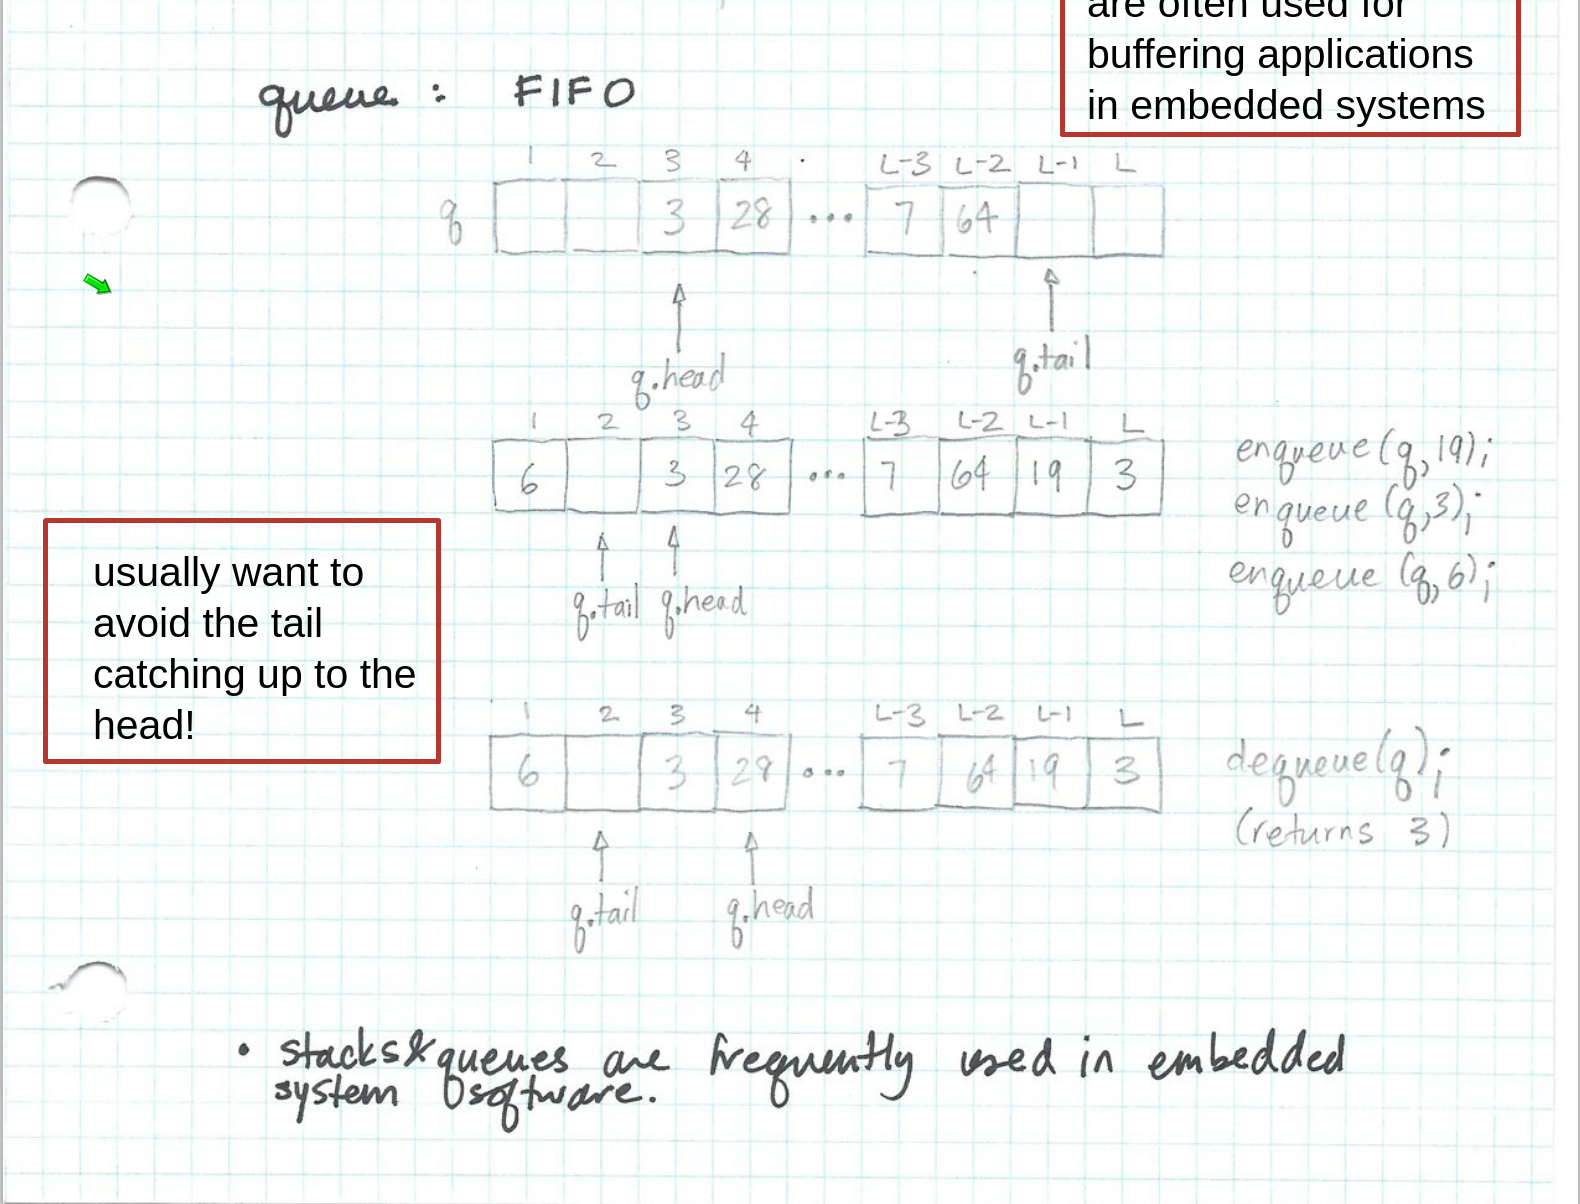 are often used for
buffering applications
in embedded systems
queue : FIFO
1 2 3 4 L-3 L-2 L-1 L
q 3 28 ... 7 64
q.head q.tail
1 2 3 4 L-3 L-2 L-1 L
6 3 28 ... 7 64 19 3
enqueue(q,19);
enqueue(q,3);
enqueue(q,6);
q.tail q.head
usually want to
avoid the tail
catching up to the
head!
1 2 3 4 L-3 L-2 L-1 L
6 3 29 ... 7 64 19 3
dequeue(q);
(returns 3)
q.tail q.head
• stacks & queues are frequently used in embedded
system software.